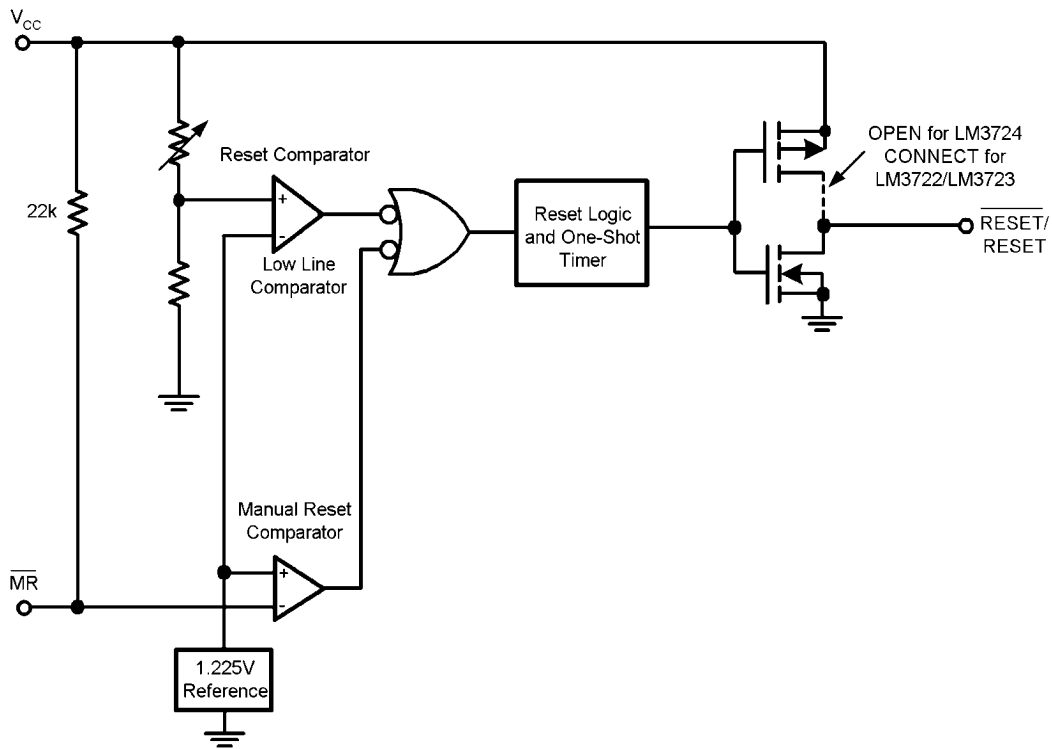 VCC
OPEN for LM3724
CONNECT for
LM3722/LM3723
Reset Comparator
22k
+
-
Reset Logic
and One-Shot
Timer
RESET/
RESET
Low Line
Comparator
Manual Reset
Comparator
MR
+
-
1.225V
Reference